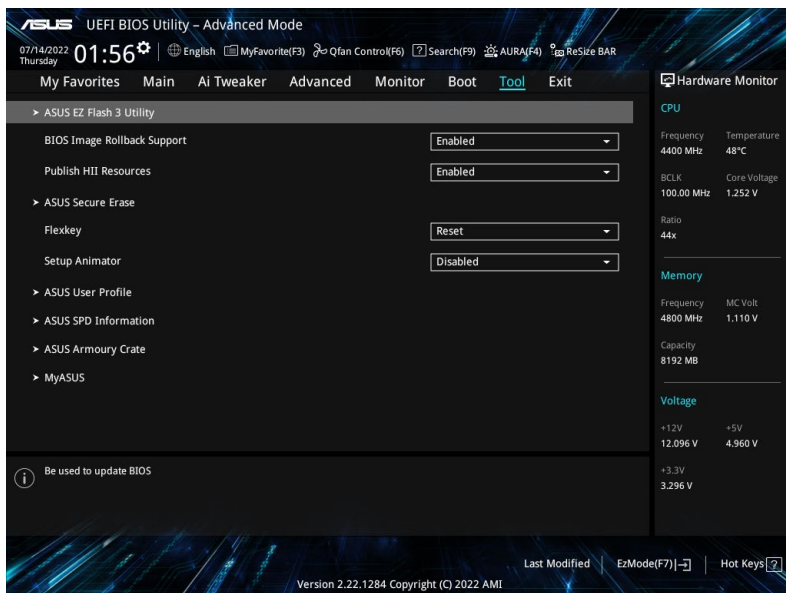 ASUS UEFI BIOS Utility – Advanced Mode
07/14/2022 Thursday 01:56 English MyFavorite(F3) Qfan Control(F6) ? Search(F9) AURA(F4) ReSize BAR
My Favorites Main Ai Tweaker Advanced Monitor Boot Tool Exit
ASUS EZ Flash 3 Utility
BIOS Image Rollback Support Enabled
Publish HII Resources Enabled
ASUS Secure Erase
Flexkey Reset
Setup Animator Disabled
ASUS User Profile
ASUS SPD Information
ASUS Armoury Crate
MyASUS
Be used to update BIOS
Hardware Monitor
CPU
Frequency Temperature
4400 MHz 48°C
BCLK Core Voltage
100.00 MHz 1.252 V
Ratio
44x
Memory
Frequency MC Volt
4800 MHz 1.110 V
Capacity
8192 MB
Voltage
+12V +5V
12.096 V 4.960 V
+3.3V
3.296 V
Last Modified EzMode(F7) Hot Keys ?
Version 2.22.1284 Copyright (C) 2022 AMI